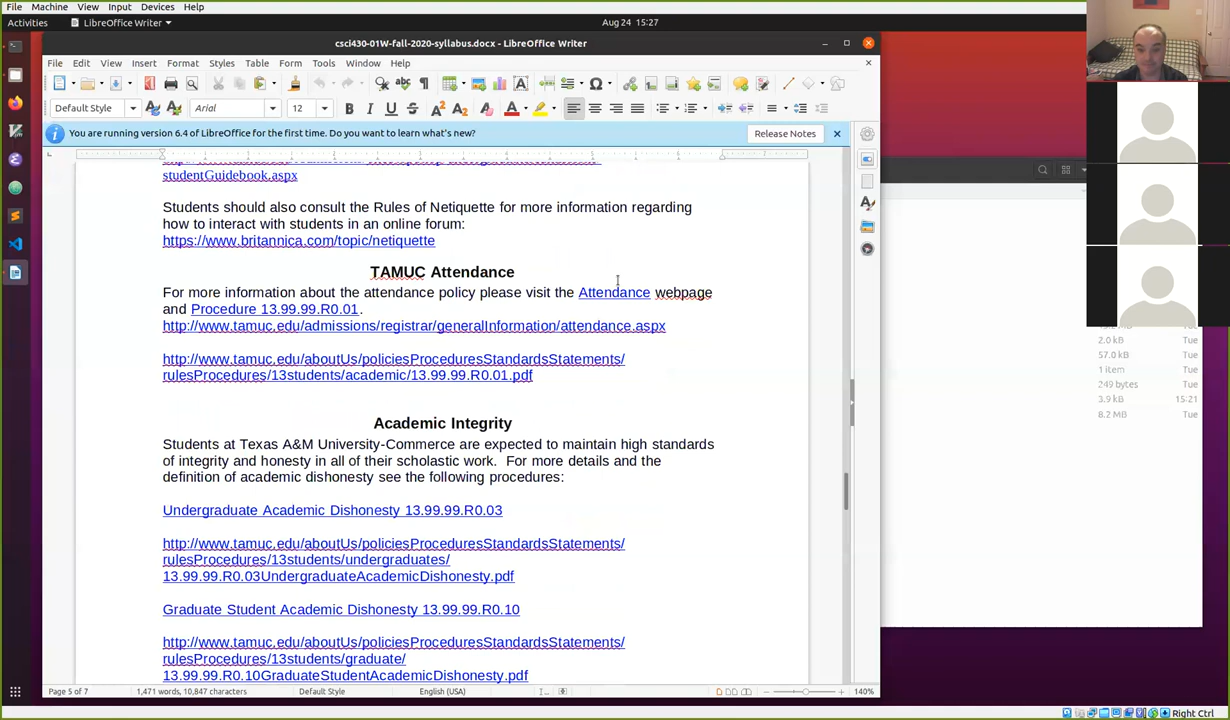 File Machine View Input Devices Help
Activities LibreOffice Writer Aug 24 15:27
csci430-01W-fall-2020-syllabus.docx - LibreOffice Writer
File Edit View Insert Format Styles Table Form Tools Window Help
Default Style Arial 12
You are running version 6.4 of LibreOffice for the first time. Do you want to learn what's new? Release Notes
studentGuidebook.aspx
Students should also consult the Rules of Netiquette for more information regarding
how to interact with students in an online forum:
https://www.britannica.com/topic/netiquette
TAMUC Attendance
For more information about the attendance policy please visit the Attendance webpage
and Procedure 13.99.99.R0.01.
http://www.tamuc.edu/admissions/registrar/generalInformation/attendance.aspx
http://www.tamuc.edu/aboutUs/policiesProceduresStandardsStatements/
rulesProcedures/13students/academic/13.99.99.R0.01.pdf
Academic Integrity
Students at Texas A&M University-Commerce are expected to maintain high standards
of integrity and honesty in all of their scholastic work.  For more details and the
definition of academic dishonesty see the following procedures:
Undergraduate Academic Dishonesty 13.99.99.R0.03
http://www.tamuc.edu/aboutUs/policiesProceduresStandardsStatements/
rulesProcedures/13students/undergraduates/
13.99.99.R0.03UndergraduateAcademicDishonesty.pdf
Graduate Student Academic Dishonesty 13.99.99.R0.10
http://www.tamuc.edu/aboutUs/policiesProceduresStandardsStatements/
rulesProcedures/13students/graduate/
13.99.99.R0.10GraduateStudentAcademicDishonesty.pdf
Page 5 of 7 1,471 words, 10,847 characters Default Style English (USA) 140%
Tue
2.0 kB Tue
57.0 kB Tue
1 item Tue
249 bytes Tue
3.9 kB 15:21
8.2 MB Tue
Right Ctrl